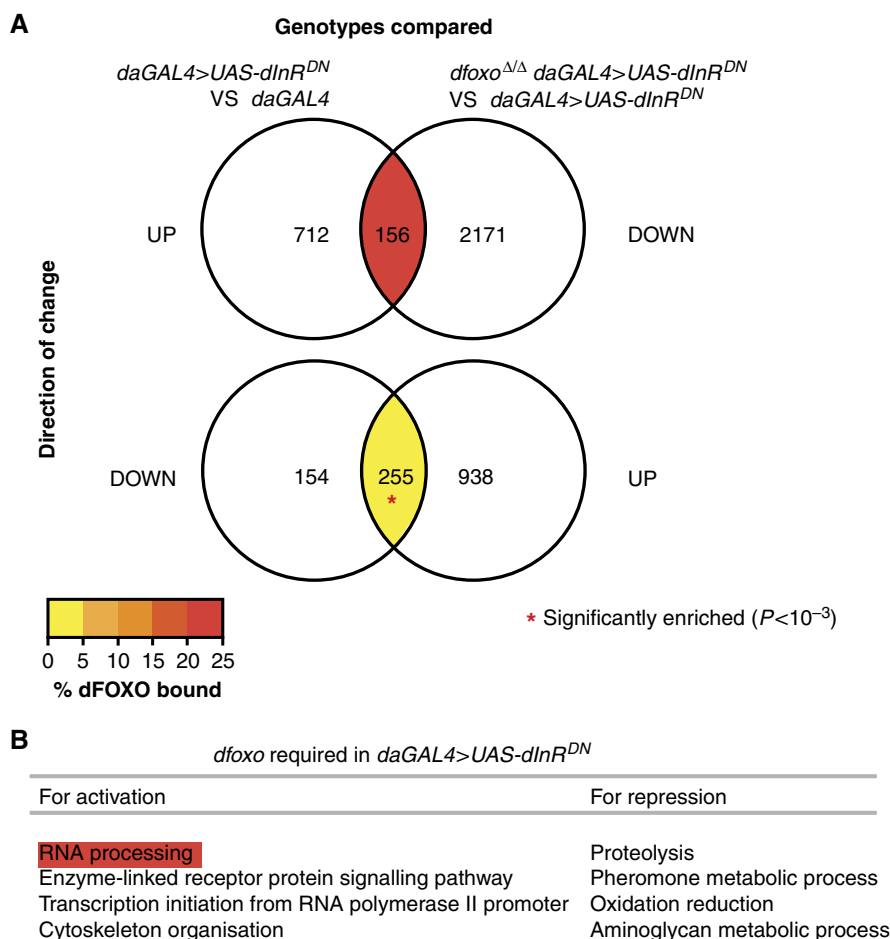 A
Genotypes compared
daGAL4>UAS-dInR^DN
VS daGAL4
dfoxo^Δ/Δ daGAL4>UAS-dInR^DN
VS daGAL4>UAS-dInR^DN
Direction of change
UP
712
156
2171
DOWN
DOWN
154
255
938
UP
*
0 5 10 15 20 25
% dFOXO bound
* Significantly enriched (P<10^–3)
B
dfoxo required in daGAL4>UAS-dInR^DN
For activation
For repression
RNA processing
Proteolysis
Enzyme-linked receptor protein signalling pathway
Pheromone metabolic process
Transcription initiation from RNA polymerase II promoter
Oxidation reduction
Cytoskeleton organisation
Aminoglycan metabolic process